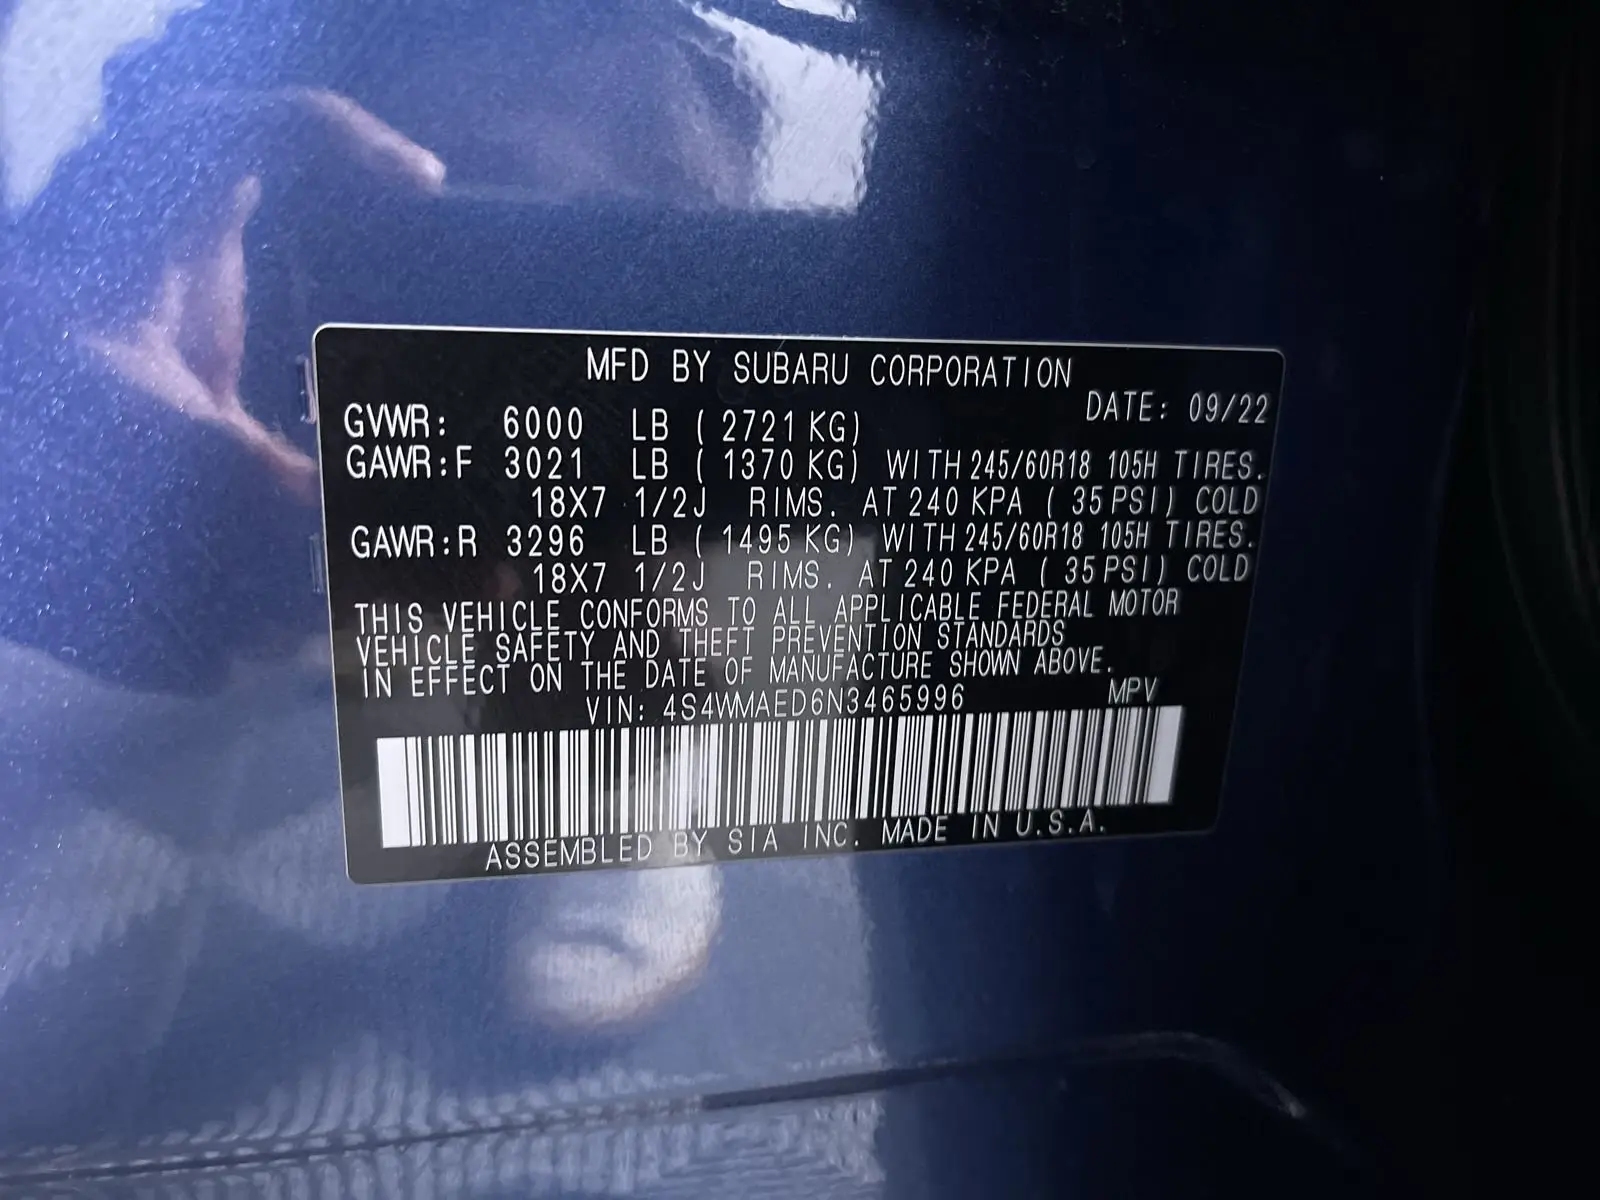 MFD BY SUBARU CORPORATION
DATE: 09/22
GVWR: 6000 LB ( 2721 KG)
GAWR:F 3021 LB ( 1370 KG) WITH 245/60R18 105H TIRES.
18X7 1/2J RIMS. AT 240 KPA ( 35 PSI) COLD
GAWR:R 3296 LB ( 1495 KG) WITH 245/60R18 105H TIRES.
18X7 1/2J RIMS. AT 240 KPA ( 35 PSI) COLD
THIS VEHICLE CONFORMS TO ALL APPLICABLE FEDERAL MOTOR
VEHICLE SAFETY AND THEFT PREVENTION STANDARDS
IN EFFECT ON THE DATE OF MANUFACTURE SHOWN ABOVE.
VIN: 4S4WMAED6N3465996 MPV
ASSEMBLED BY SIA INC. MADE IN U.S.A.